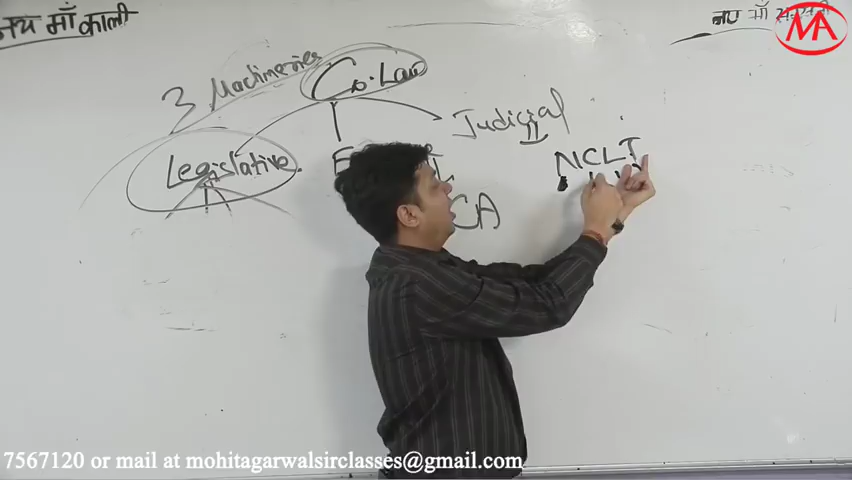 जय माँ काली
जय माँ सरस्वती
MA
3 Machineries
Co. Law
Judicial
Legislative
NCLT
CA
7567120 or mail at mohitagarwalsirclasses@gmail.com